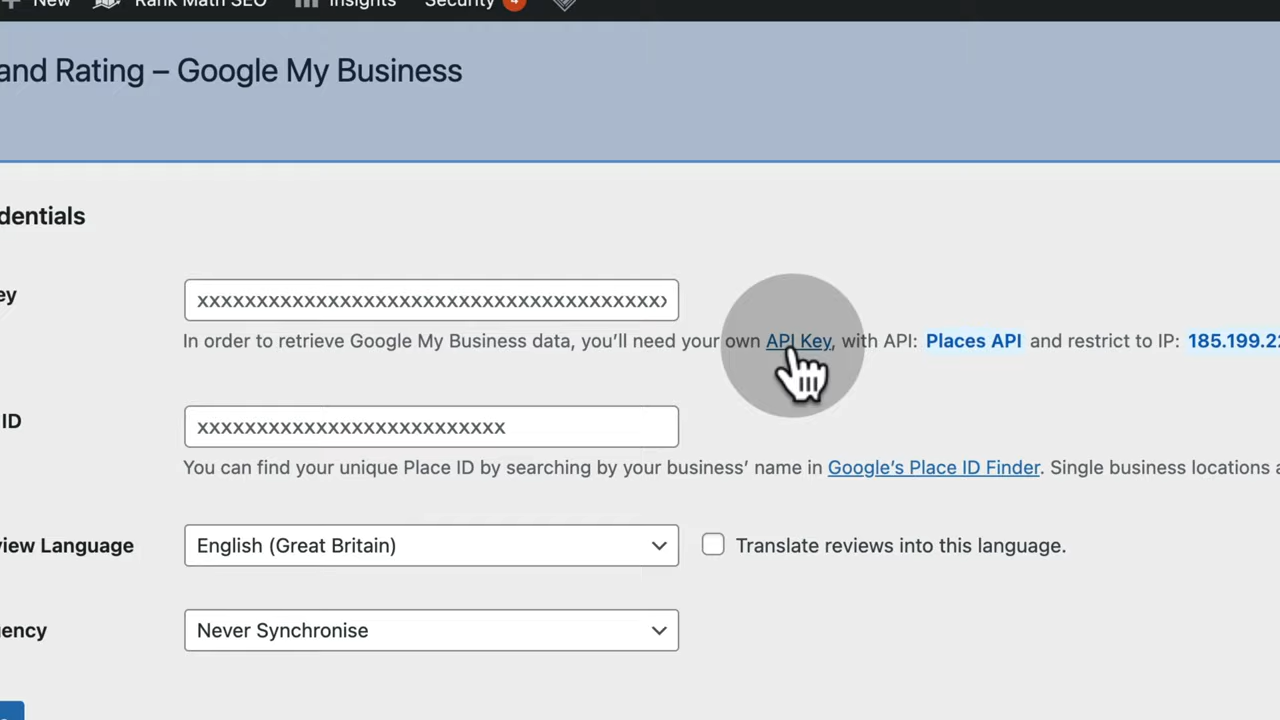 New Rank Math SEO Insights Security 4
and Rating – Google My Business
dentials
ey
xxxxxxxxxxxxxxxxxxxxxxxxxxxxxxxxxxxxxxx
In order to retrieve Google My Business data, you’ll need your own API Key, with API: Places API and restrict to IP: 185.199.22
ID
xxxxxxxxxxxxxxxxxxxxxxxxxx
You can find your unique Place ID by searching by your business’ name in Google’s Place ID Finder. Single business locations a
view Language English (Great Britain) Translate reviews into this language.
uency Never Synchronise